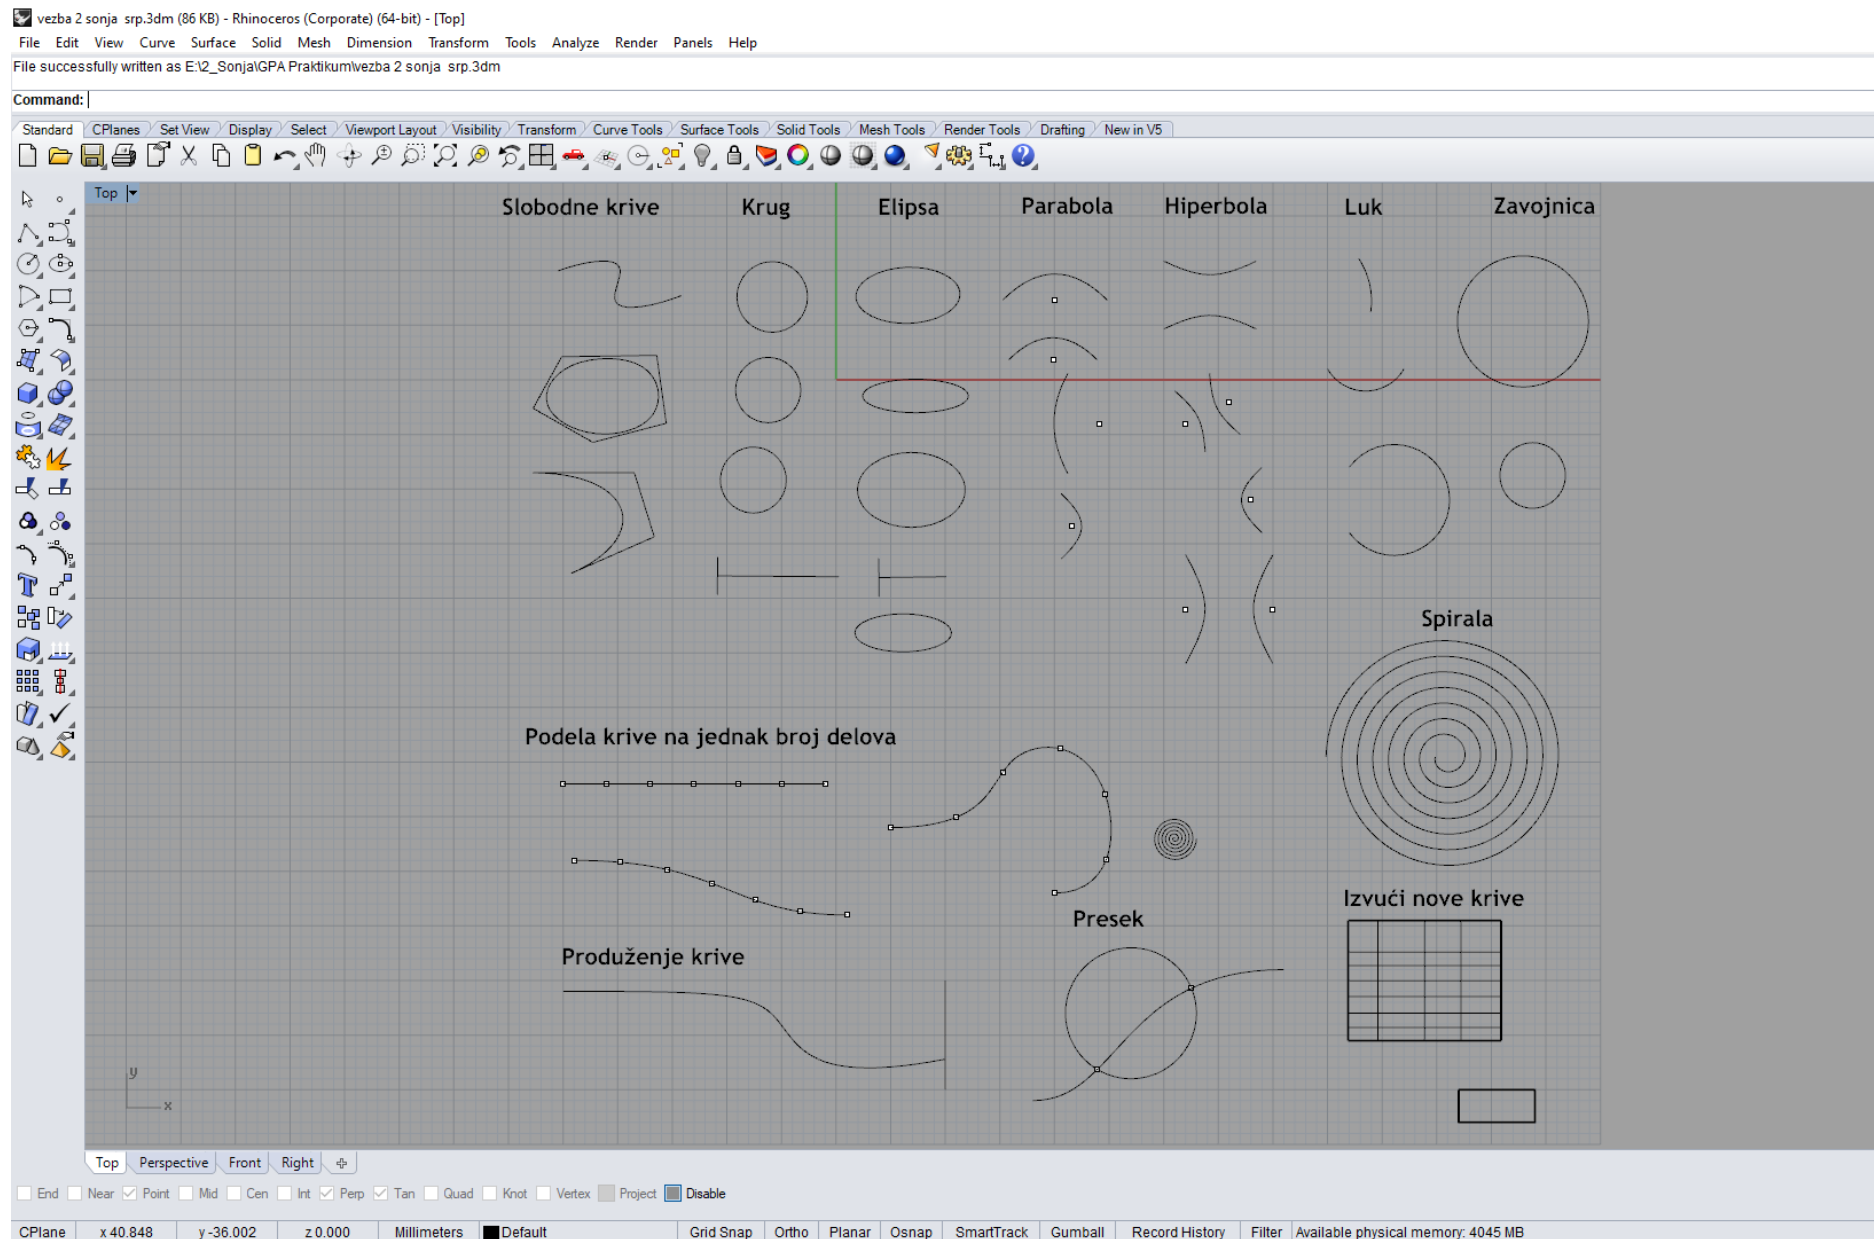 vezba 2 sonja  srp.3dm (86 KB) - Rhinoceros (Corporate) (64-bit) - [Top]
File Edit View Curve Surface Solid Mesh Dimension Transform Tools Analyze Render Panels Help
File successfully written as E:\2_Sonja\GPA Praktikum\vezba 2 sonja  srp.3dm
Command:
Standard CPlanes Set View Display Select Viewport Layout Visibility Transform Curve Tools Surface Tools Solid Tools Mesh Tools Render Tools Drafting New in V5
Top
Slobodne krive Krug Elipsa Parabola Hiperbola Luk Zavojnica
Spirala
Podela krive na jednak broj delova
Izvući nove krive
Presek
Produženje krive
y
x
Top Perspective Front Right
End Near Point Mid Cen Int Perp Tan Quad Knot Vertex Project Disable
CPlane x 40.848 y -36.002 z 0.000 Millimeters Default Grid Snap Ortho Planar Osnap SmartTrack Gumball Record History Filter Available physical memory: 4045 MB